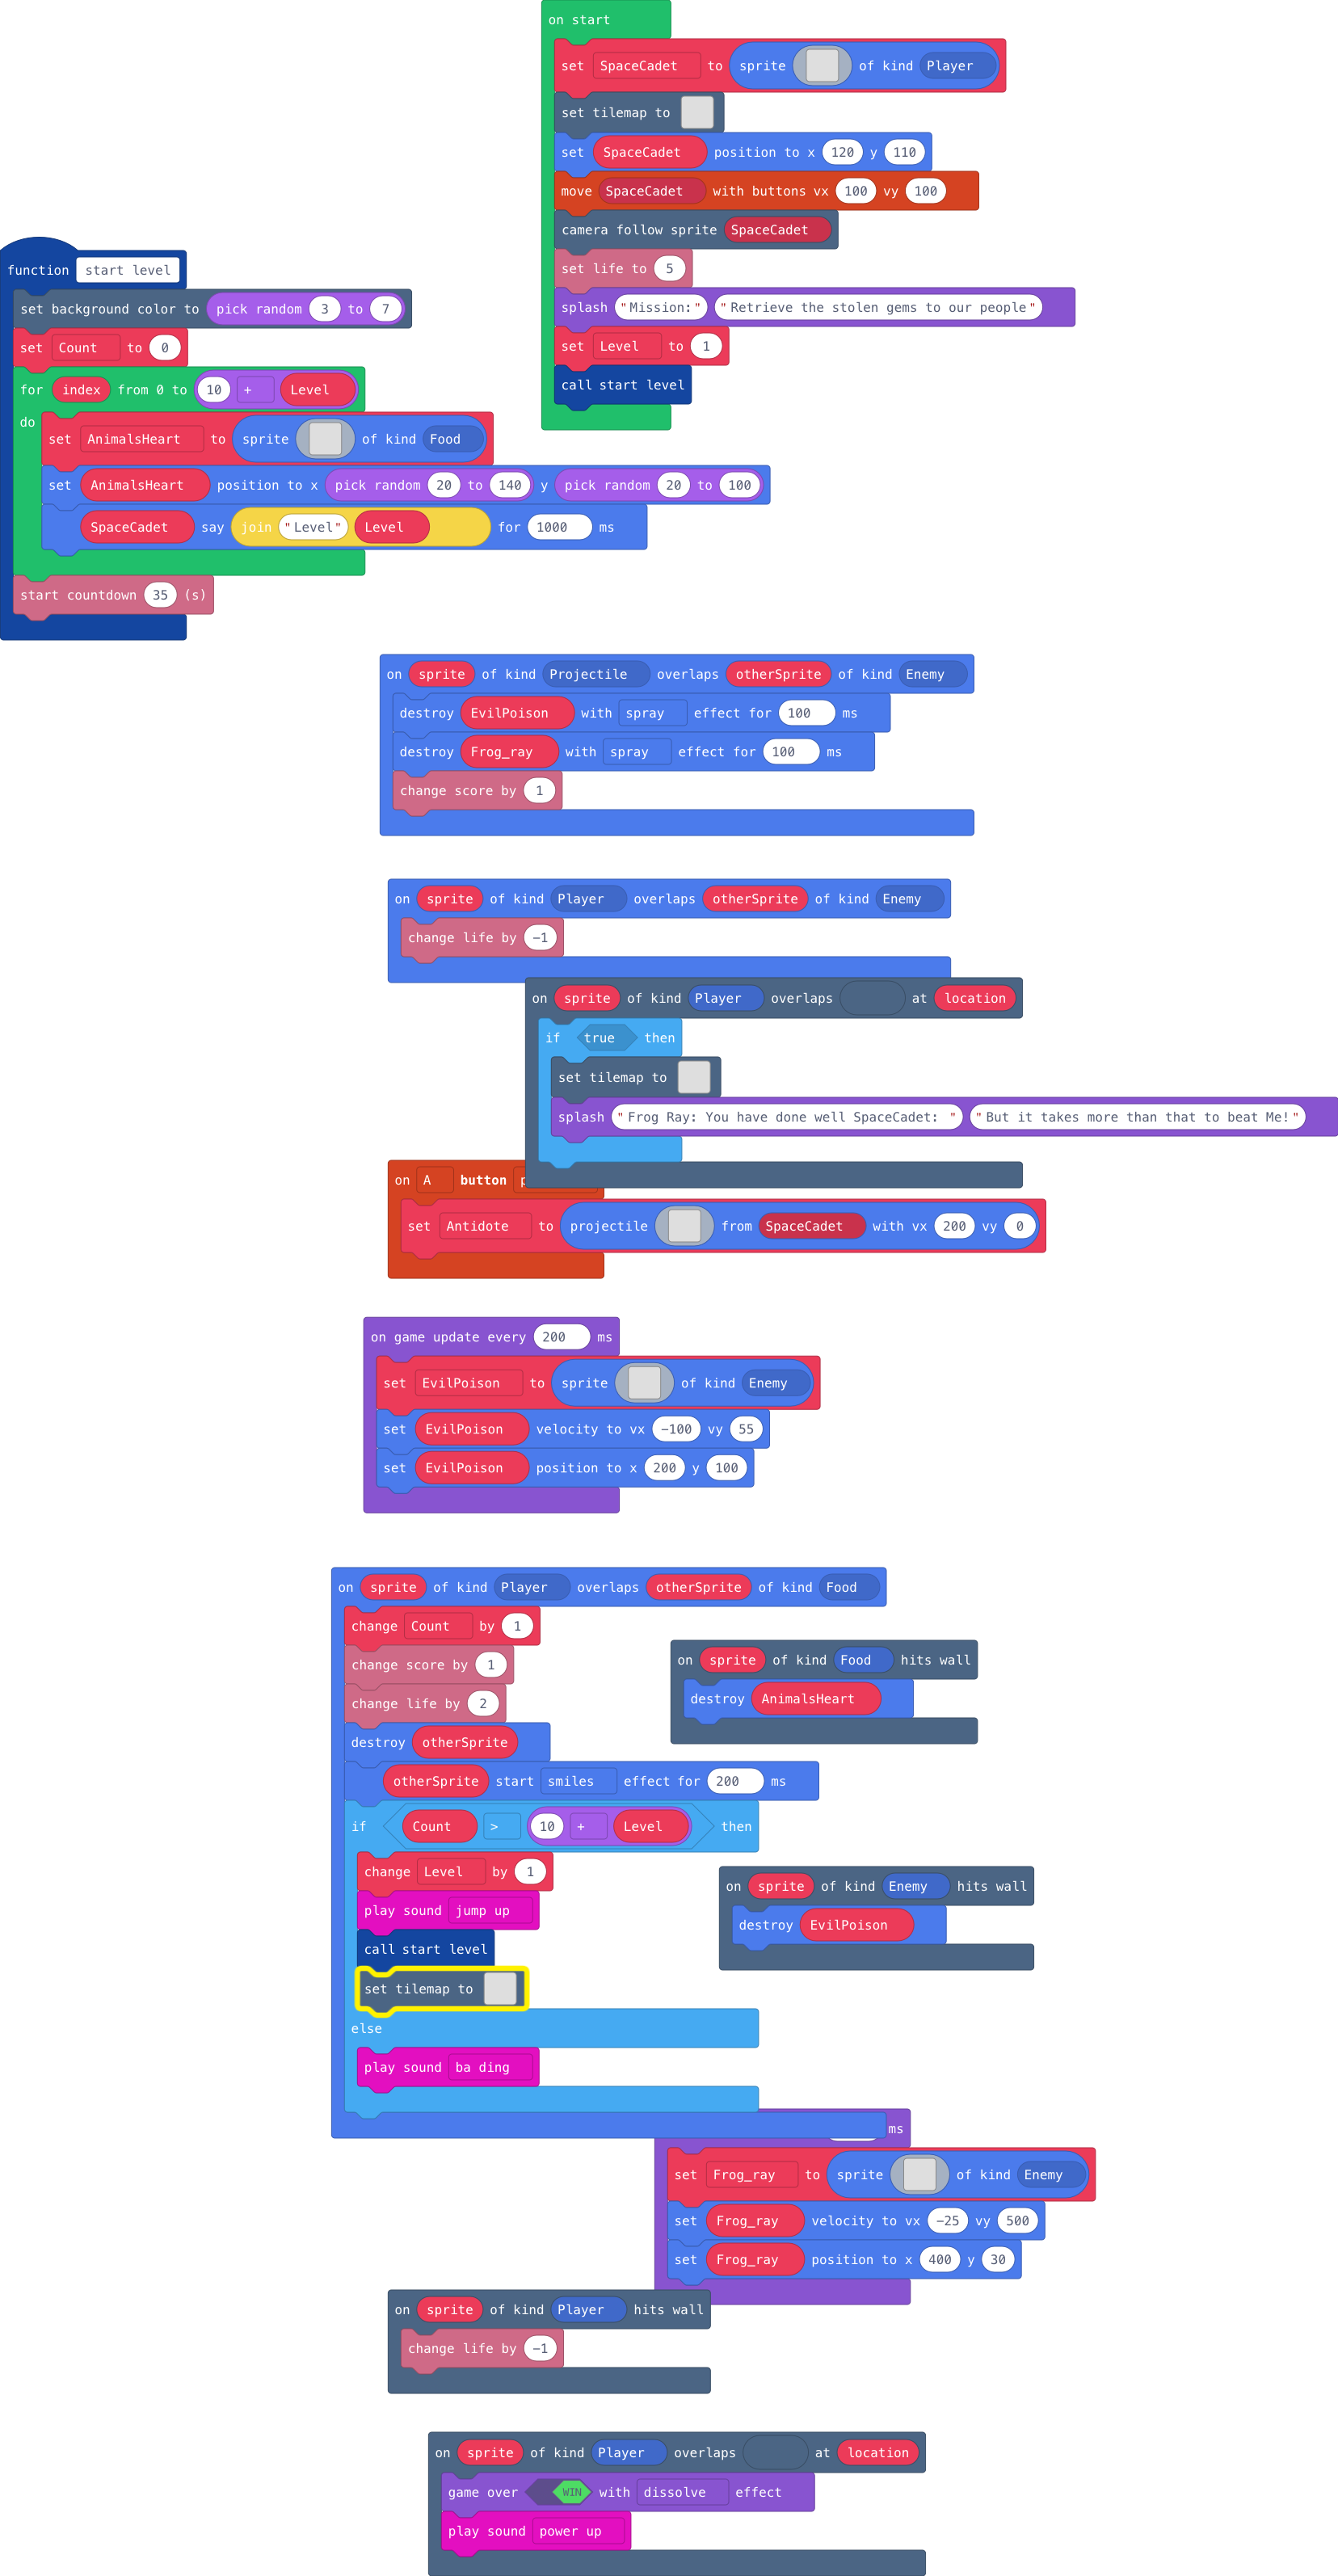 on start
set SpaceCadet to sprite of kind Player
set tilemap to
set SpaceCadet position to x 120 y 110
move SpaceCadet with buttons vx 100 vy 100
camera follow sprite SpaceCadet
set life to 5
splash "Mission:" "Retrieve the stolen gems to our people"
set Level to 1
call start level
function start level
set background color to pick random 3 to 7
set Count to 0
for index from 0 to 10 + Level
do
set AnimalsHeart to sprite of kind Food
set AnimalsHeart position to x pick random 20 to 140 y pick random 20 to 100
SpaceCadet say join "Level" Level for 1000 ms
start countdown 35 (s)
on sprite of kind Projectile overlaps otherSprite of kind Enemy
destroy EvilPoison with spray effect for 100 ms
destroy Frog_ray with spray effect for 100 ms
change score by 1
on sprite of kind Player overlaps otherSprite of kind Enemy
change life by -1
on sprite of kind Player overlaps at location
if true then
set tilemap to
splash "Frog Ray: You have done well SpaceCadet: " "But it takes more than that to beat Me!"
on A button
set Antidote to projectile from SpaceCadet with vx 200 vy 0
on game update every 200 ms
set EvilPoison to sprite of kind Enemy
set EvilPoison velocity to vx -100 vy 55
set EvilPoison position to x 200 y 100
on sprite of kind Player overlaps otherSprite of kind Food
change Count by 1
change score by 1
change life by 2
destroy otherSprite
otherSprite start smiles effect for 200 ms
if Count > 10 + Level then
change Level by 1
play sound jump up
call start level
set tilemap to
else
play sound ba ding
on sprite of kind Food hits wall
destroy AnimalsHeart
on sprite of kind Enemy hits wall
destroy EvilPoison
ms
set Frog_ray to sprite of kind Enemy
set Frog_ray velocity to vx -25 vy 500
set Frog_ray position to x 400 y 30
on sprite of kind Player hits wall
change life by -1
on sprite of kind Player overlaps at location
game over WIN with dissolve effect
play sound power up